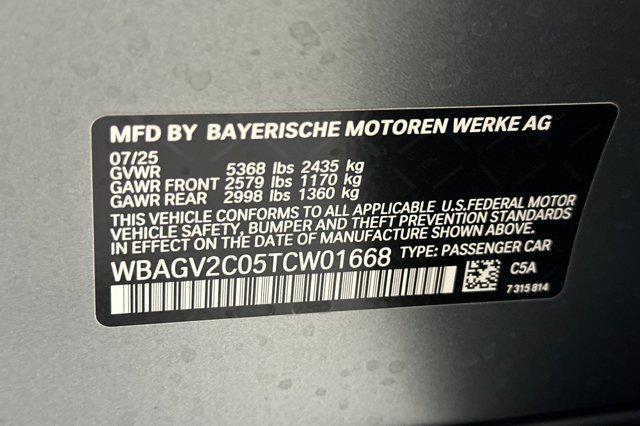 MFD BY BAYERISCHE MOTOREN WERKE AG
07/25
GVWR 5368 lbs 2435 kg
GAWR FRONT 2579 lbs 1170 kg
GAWR REAR 2998 lbs 1360 kg
THIS VEHICLE CONFORMS TO ALL APPLICABLE U.S.FEDERAL MOTOR
VEHICLE SAFETY, BUMPER AND THEFT PREVENTION STANDARDS
IN EFFECT ON THE DATE OF MANUFACTURE SHOWN ABOVE.
WBAGV2C05TCW01668 TYPE: PASSENGER CAR
C5A
7 315 814